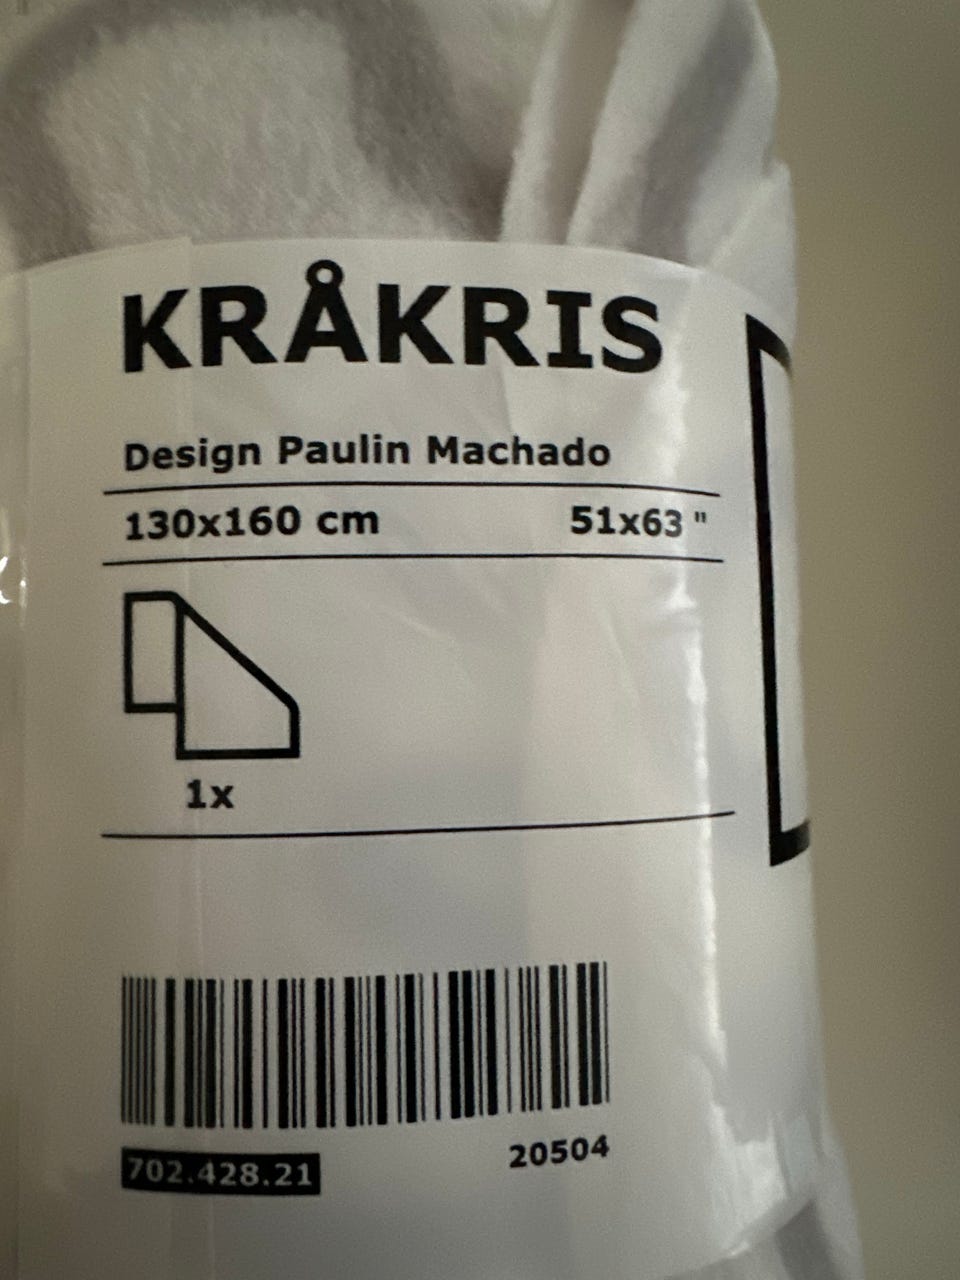 KRÅKRIS
Design Paulin Machado
130x160 cm 51x63 "
1x
702.428.21 20504